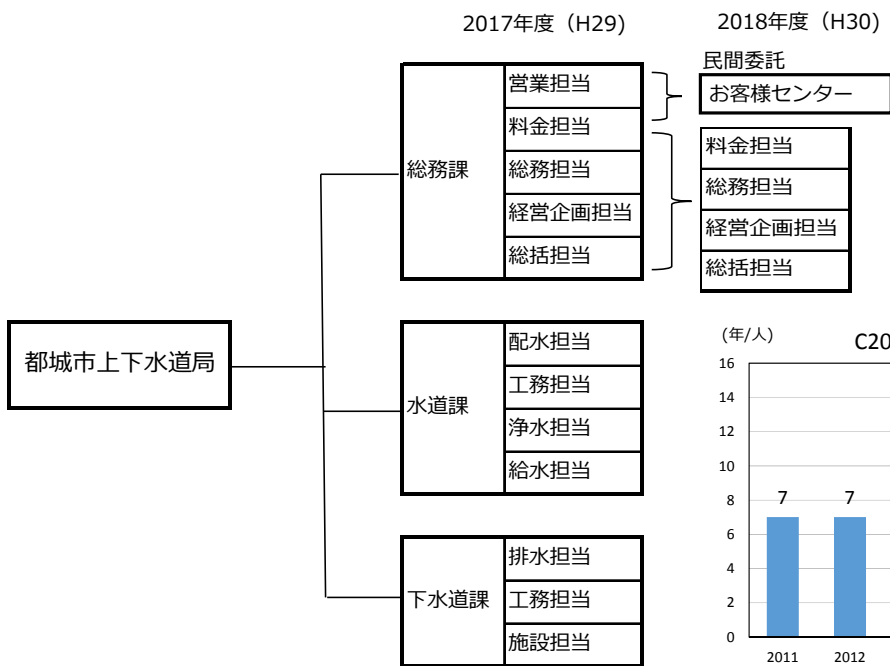 2017年度（H29)
2018年度（H30)
民間委託
お客様センター
営業担当
料金担当
総務課
総務担当
経営企画担当
総括担当
料金担当
総務担当
経営企画担当
総括担当
都城市上下水道局
水道課
配水担当
工務担当
浄水担当
給水担当
下水道課
排水担当
工務担当
施設担当
(年/人)
C20
16
14
12
10
8
6
4
2
0
7
7
2011
2012